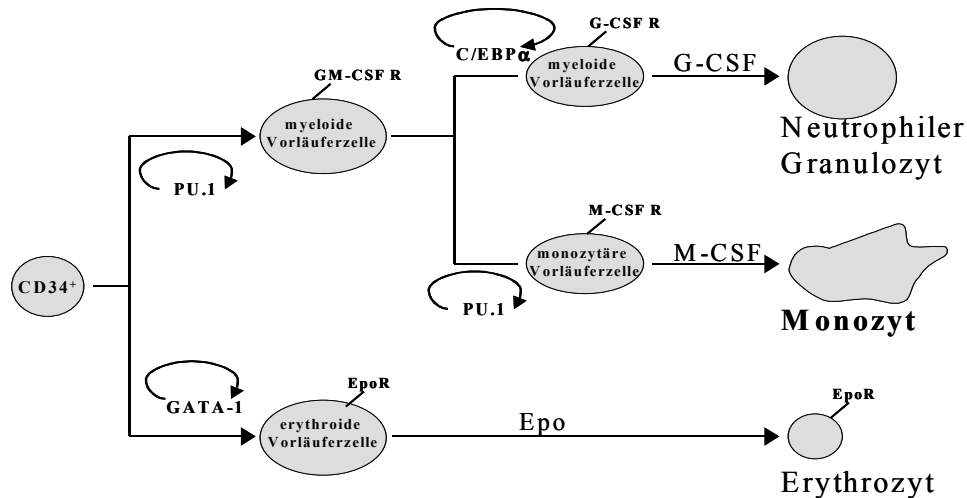 G-CSF R
C/EBPα
myeloide
Vorläuferzelle
G-CSF
Neutrophiler
Granulozyt
GM-CSF R
myeloide
Vorläuferzelle
PU.1
M-CSF R
monozytäre
Vorläuferzelle
M-CSF
Monozyt
PU.1
CD34⁺
GATA-1
EpoR
erythroide
Vorläuferzelle
Epo
EpoR
Erythrozyt